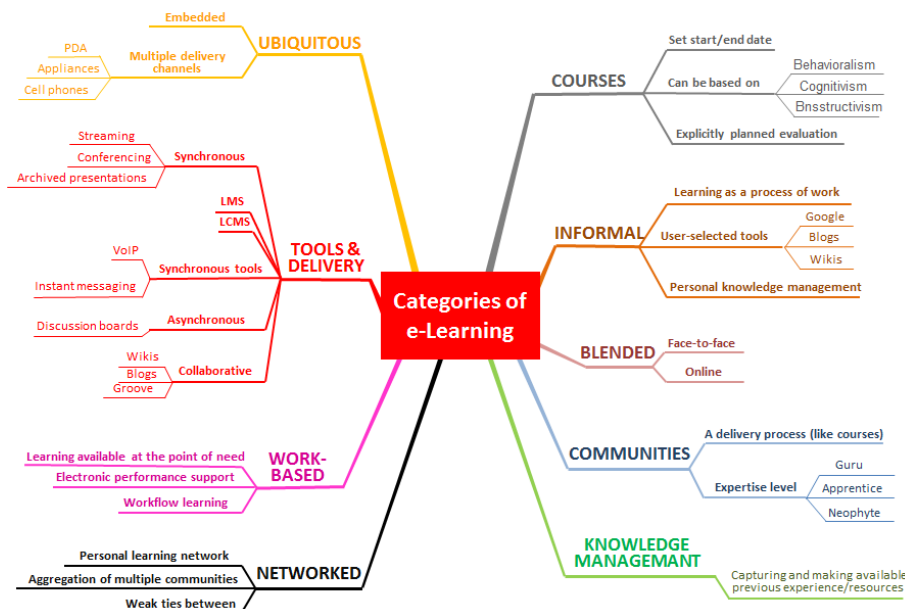 Categories of
e-Learning
UBIQUITOUS
Embedded
Multiple delivery
channels
PDA
Appliances
Cell phones
TOOLS &
DELIVERY
Synchronous
Streaming
Conferencing
Archived presentations
LMS
LCMS
Synchronous tools
VoIP
Instant messaging
Asynchronous
Discussion boards
Collaborative
Wikis
Blogs
Groove
WORK-
BASED
Learning available at the point of need
Electronic performance support
Workflow learning
NETWORKED
Personal learning network
Aggregation of multiple communities
Weak ties between
COURSES
Set start/end date
Can be based on
Behavioralism
Cognitivism
Bnsstructivism
Explicitly planned evaluation
INFORMAL
Learning as a process of work
User-selected tools
Google
Blogs
Wikis
Personal knowledge management
BLENDED
Face-to-face
Online
COMMUNITIES
A delivery process (like courses)
Expertise level
Guru
Apprentice
Neophyte
KNOWLEDGE
MANAGEMANT
Capturing and making available
previous experience/resources